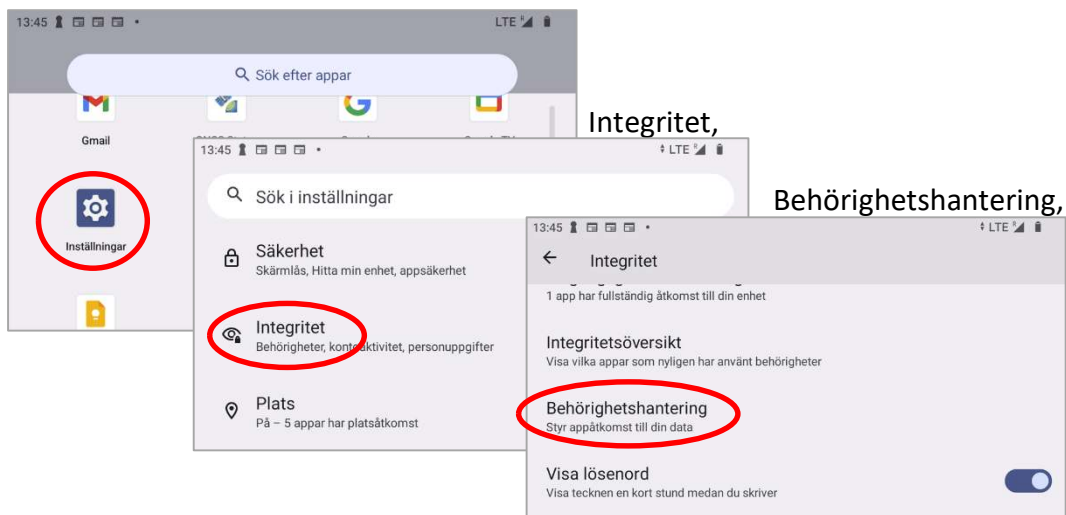 13:45 LTE R
Sök efter appar
Gmail
Inställningar
Integritet,
13:45 LTE R
Sök i inställningar
Säkerhet
Skärmlås, Hitta min enhet, appsäkerhet
Integritet
Behörigheter, kontoaktivitet, personuppgifter
Plats
På – 5 appar har platsåtkomst
Behörighetshantering,
13:45 LTE R
Integritet
1 app har fullständig åtkomst till din enhet
Integritetsöversikt
Visa vilka appar som nyligen har använt behörigheter
Behörighetshantering
Styr appåtkomst till din data
Visa lösenord
Visa tecknen en kort stund medan du skriver